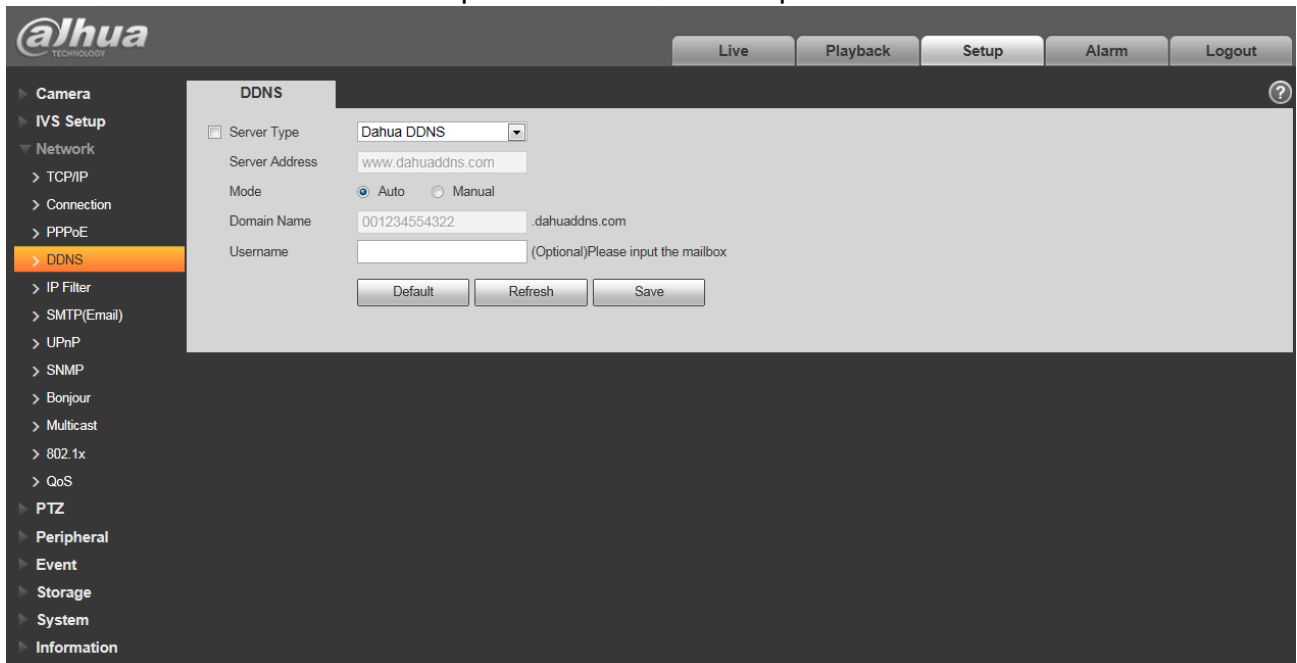 alhua
TECHNOLOGY
Live Playback Setup Alarm Logout
Camera
IVS Setup
Network
> TCP/IP
> Connection
> PPPoE
> DDNS
> IP Filter
> SMTP(Email)
> UPnP
> SNMP
> Bonjour
> Multicast
> 802.1x
> QoS
PTZ
Peripheral
Event
Storage
System
Information
DDNS ?
Server Type Dahua DDNS
Server Address www.dahuaddns.com
Mode Auto Manual
Domain Name 001234554322 .dahuaddns.com
Username (Optional)Please input the mailbox
Default Refresh Save